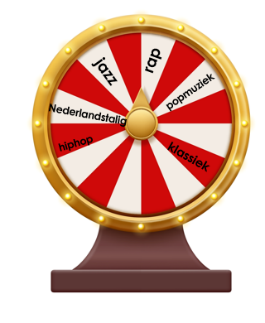 jazz
rap
popmuziek
Nederlandstalig
klassiek
hiphop